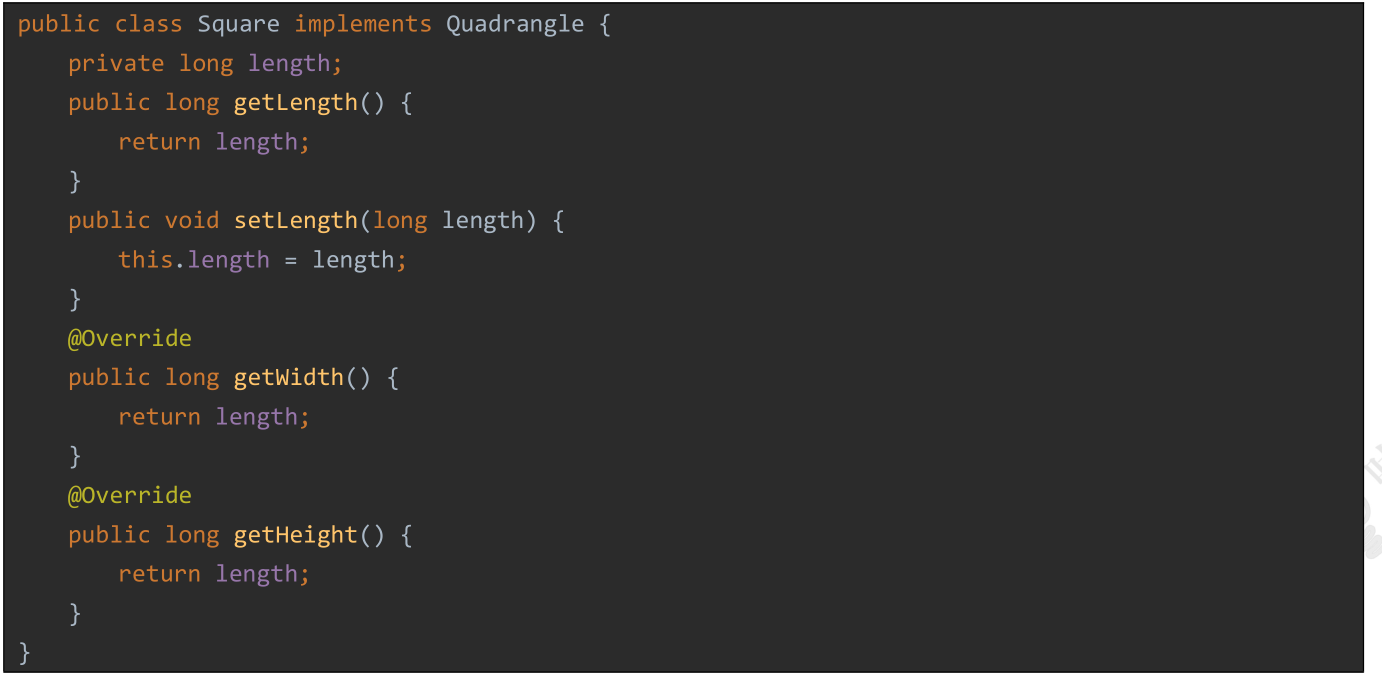 public class Square implements Quadrangle {
    private long length;
    public long getLength() {
        return length;
    }
    public void setLength(long length) {
        this.length = length;
    }
    @Override
    public long getWidth() {
        return length;
    }
    @Override
    public long getHeight() {
        return length;
    }
}